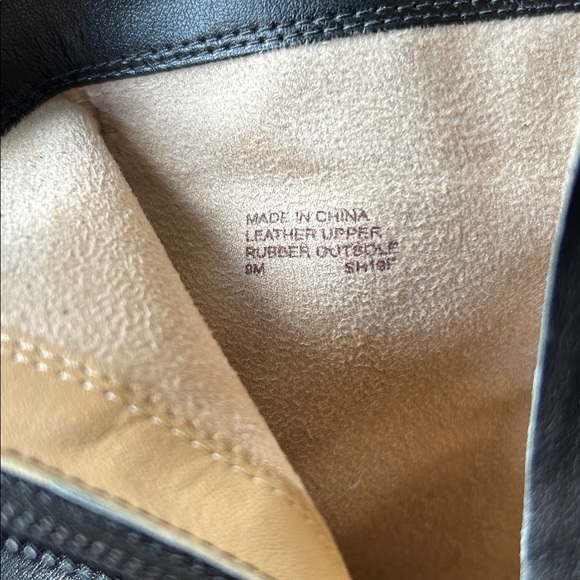 MADE IN CHINA
LEATHER UPPER
RUBBER OUTSOLE
9M SH19F